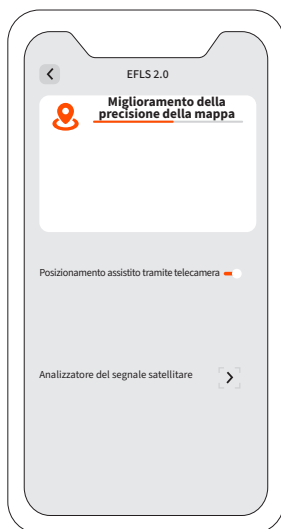 EFLS 2.0
Miglioramento della
precisione della mappa
Posizionamento assistito tramite telecamera
Analizzatore del segnale satellitare